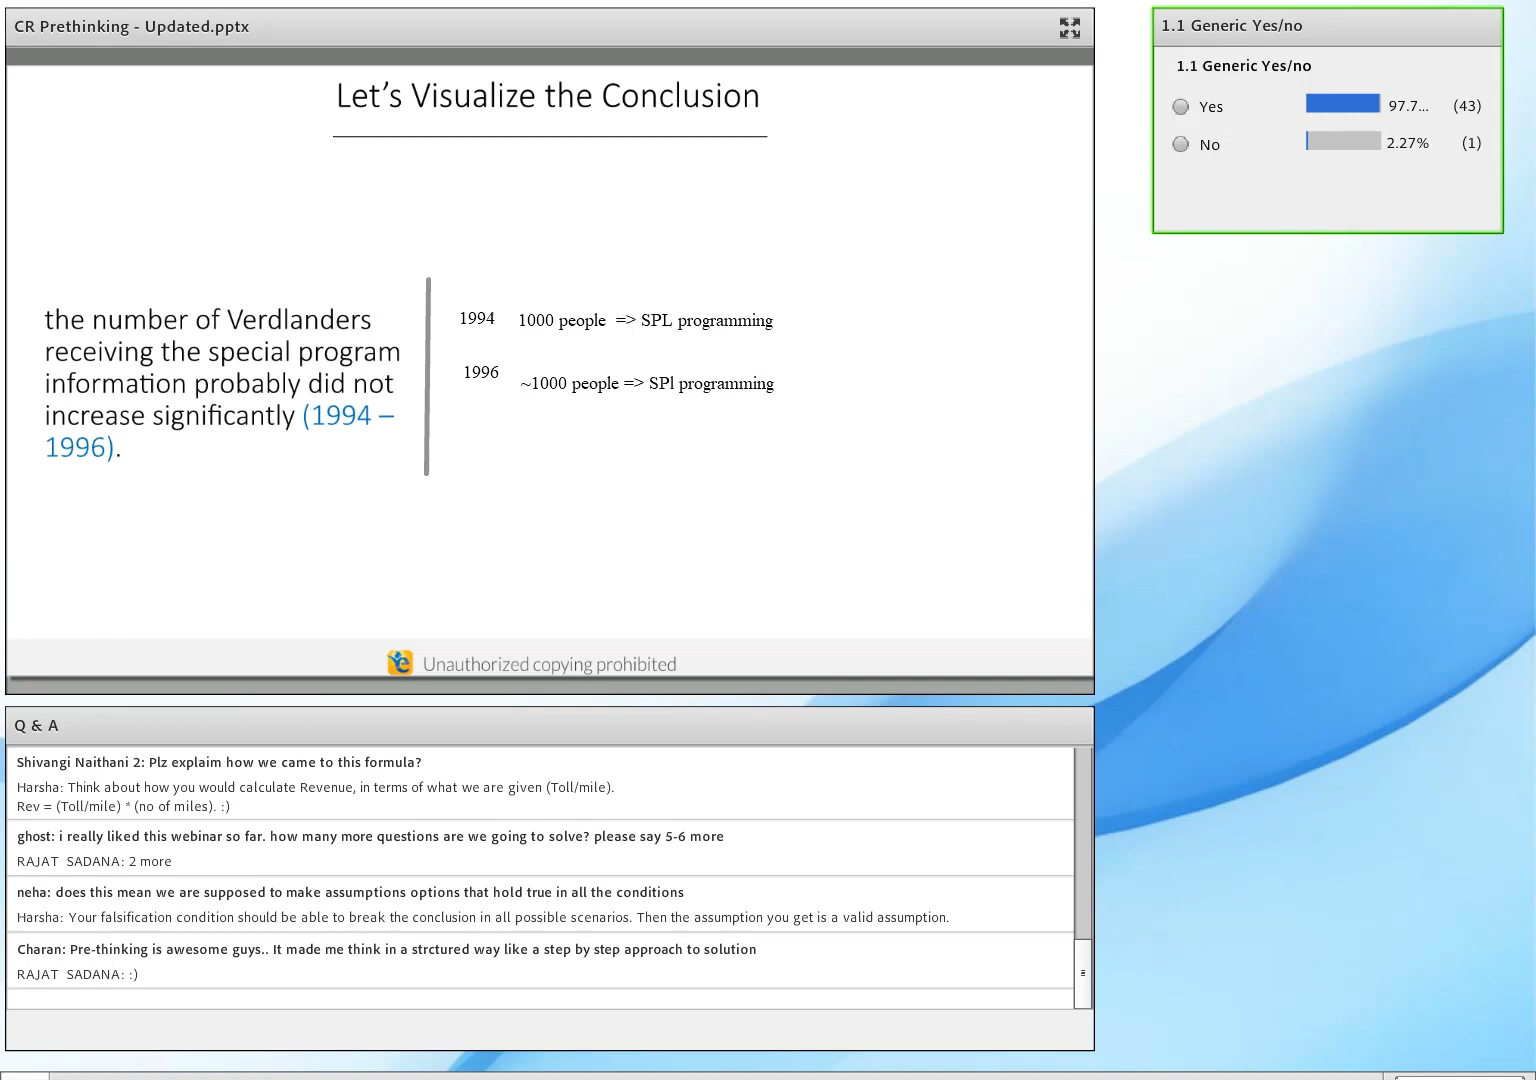 CR Prethinking - Updated.pptx
Let's Visualize the Conclusion
the number of Verdlanders
receiving the special program
information probably did not
increase significantly (1994 –
1996).
1994 1000 people => SPL programming
1996 ~1000 people => SPl programming
Unauthorized copying prohibited
1.1 Generic Yes/no
1.1 Generic Yes/no
Yes 97.7... (43)
No 2.27% (1)
Q & A
Shivangi Naithani 2: Plz explaim how we came to this formula?
Harsha: Think about how you would calculate Revenue, in terms of what we are given (Toll/mile).
Rev = (Toll/mile) * (no of miles). :)
ghost: i really liked this webinar so far. how many more questions are we going to solve? please say 5-6 more
RAJAT SADANA: 2 more
neha: does this mean we are supposed to make assumptions options that hold true in all the conditions
Harsha: Your falsification condition should be able to break the conclusion in all possible scenarios. Then the assumption you get is a valid assumption.
Charan: Pre-thinking is awesome guys.. It made me think in a strctured way like a step by step approach to solution
RAJAT SADANA: :)